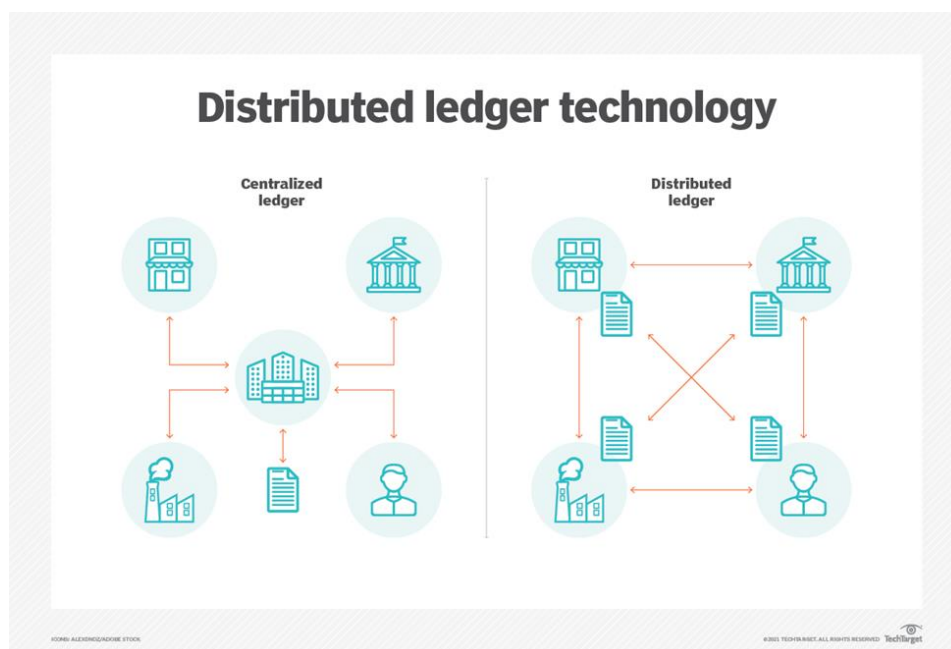 Distributed ledger technology
Centralized
ledger
Distributed
ledger
ICONS: ALEXDNDZ/ADOBE STOCK
©2021 TECHTARGET. ALL RIGHTS RESERVED
TechTarget